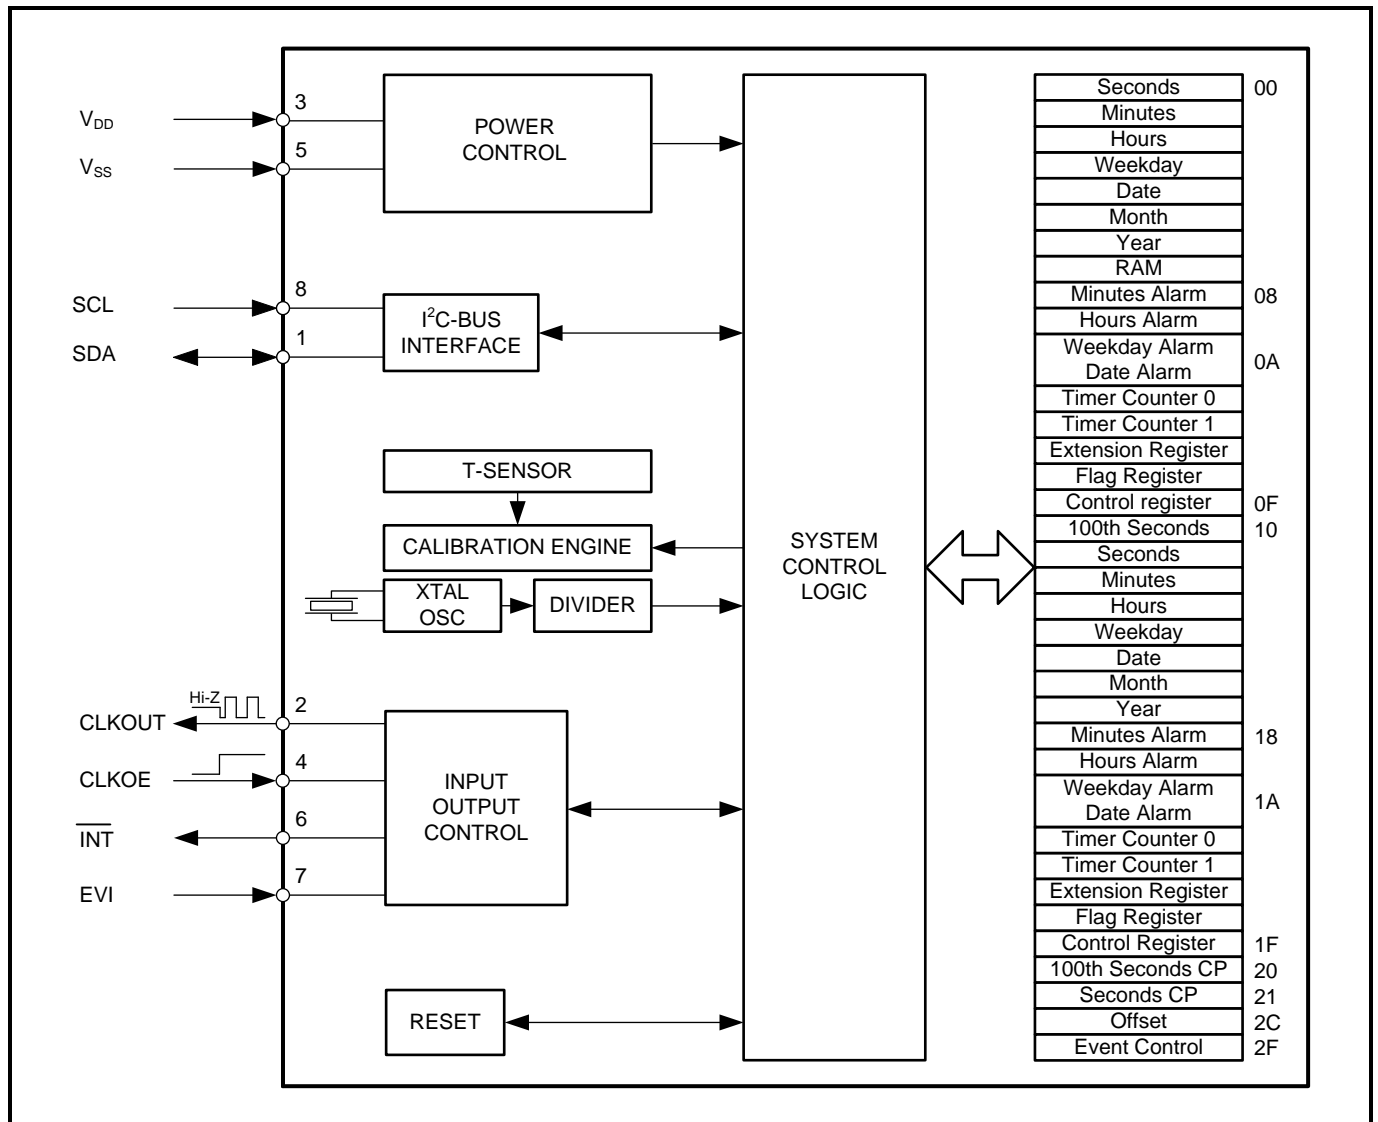 V_DD
3
V_SS
5
POWER
CONTROL
SCL
8
SDA
1
I²C-BUS
INTERFACE
T-SENSOR
CALIBRATION ENGINE
XTAL
OSC
DIVIDER
Hi-Z
CLKOUT
2
CLKOE
4
INT
6
EVI
7
INPUT
OUTPUT
CONTROL
RESET
SYSTEM
CONTROL
LOGIC
Seconds 00
Minutes
Hours
Weekday
Date
Month
Year
RAM
Minutes Alarm 08
Hours Alarm
Weekday Alarm
Date Alarm 0A
Timer Counter 0
Timer Counter 1
Extension Register
Flag Register
Control register 0F
100th Seconds 10
Seconds
Minutes
Hours
Weekday
Date
Month
Year
Minutes Alarm 18
Hours Alarm
Weekday Alarm
Date Alarm 1A
Timer Counter 0
Timer Counter 1
Extension Register
Flag Register
Control Register 1F
100th Seconds CP 20
Seconds CP 21
Offset 2C
Event Control 2F